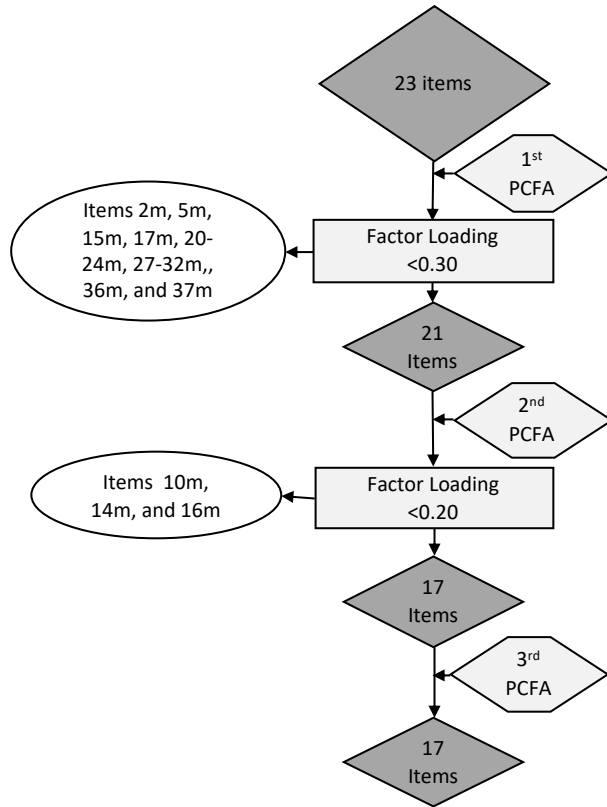 23 items
1st
PCFA
Items 2m, 5m,
15m, 17m, 20-
24m, 27-32m,,
36m, and 37m
Factor Loading
<0.30
21
Items
2nd
PCFA
Items 10m,
14m, and 16m
Factor Loading
<0.20
17
Items
3rd
PCFA
17
Items